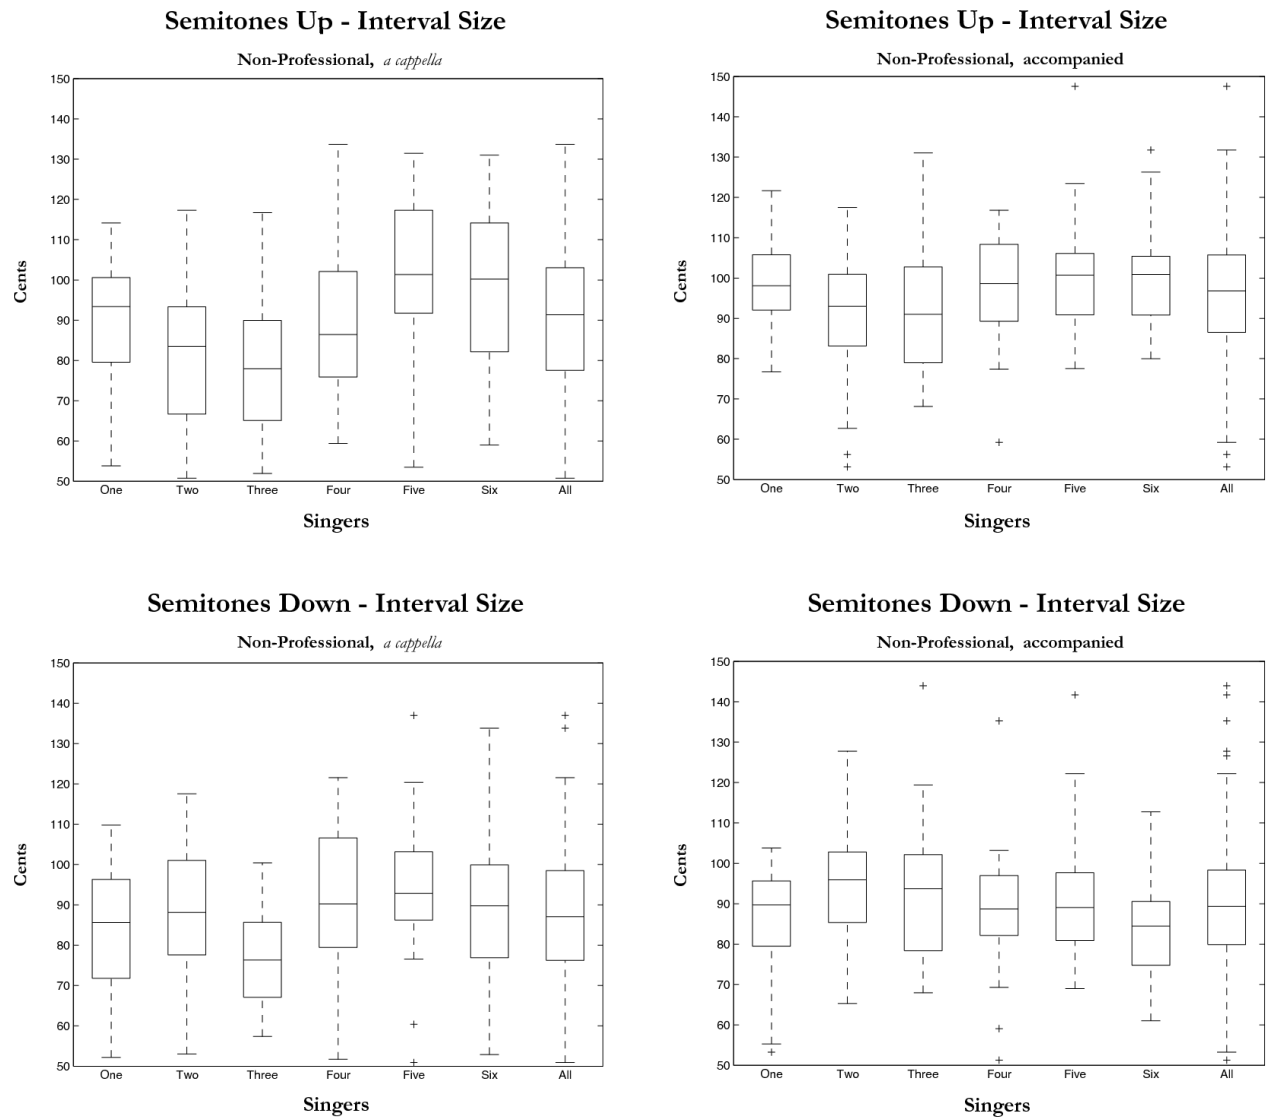 Semitones Up - Interval Size
Non-Professional, a cappella
150
140
130
120
110
100
90
80
70
60
50
Cents
One Two Three Four Five Six All
Singers
Semitones Up - Interval Size
Non-Professional, accompanied
150
140
130
120
110
100
90
80
70
60
50
Cents
One Two Three Four Five Six All
Singers
Semitones Down - Interval Size
Non-Professional, a cappella
150
140
130
120
110
100
90
80
70
60
50
Cents
One Two Three Four Five Six All
Singers
Semitones Down - Interval Size
Non-Professional, accompanied
150
140
130
120
110
100
90
80
70
60
50
Cents
One Two Three Four Five Six All
Singers